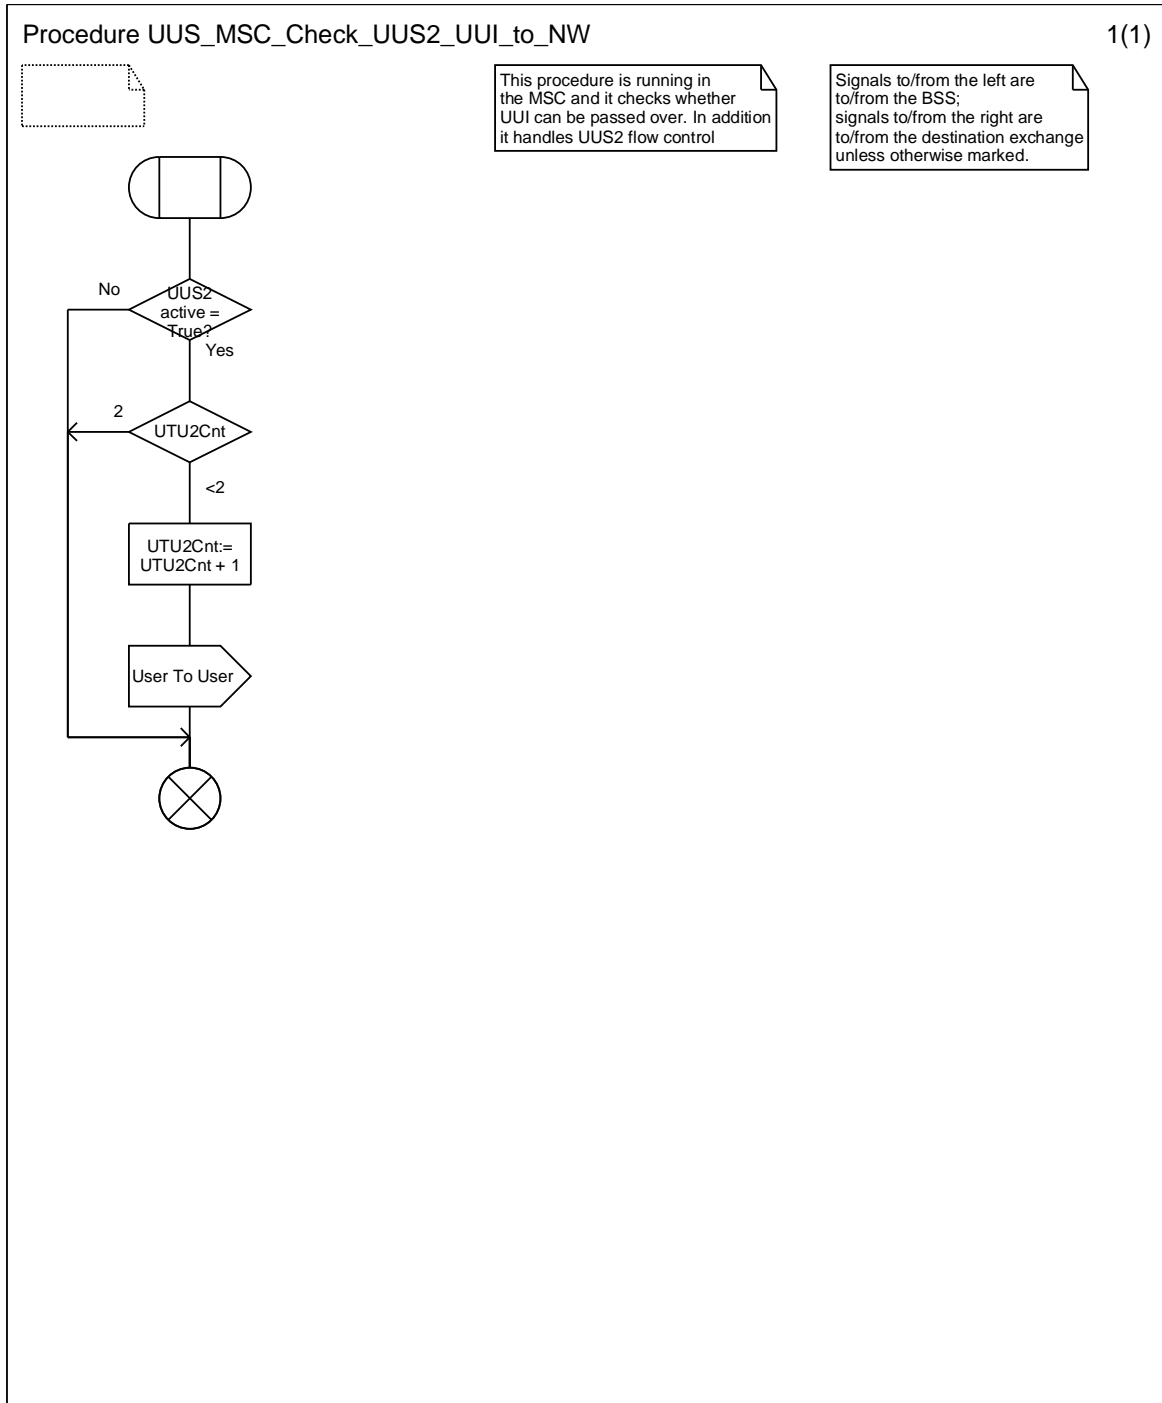 Procedure UUS_MSC_Check_UUS2_UUI_to_NW
1(1)
This procedure is running in
the MSC and it checks whether
UUI can be passed over. In addition
it handles UUS2 flow control
Signals to/from the left are
to/from the BSS;
signals to/from the right are
to/from the destination exchange
unless otherwise marked.
No
UUS2
active =
True?
Yes
2
UTU2Cnt
<2
UTU2Cnt:=
UTU2Cnt + 1
User To User